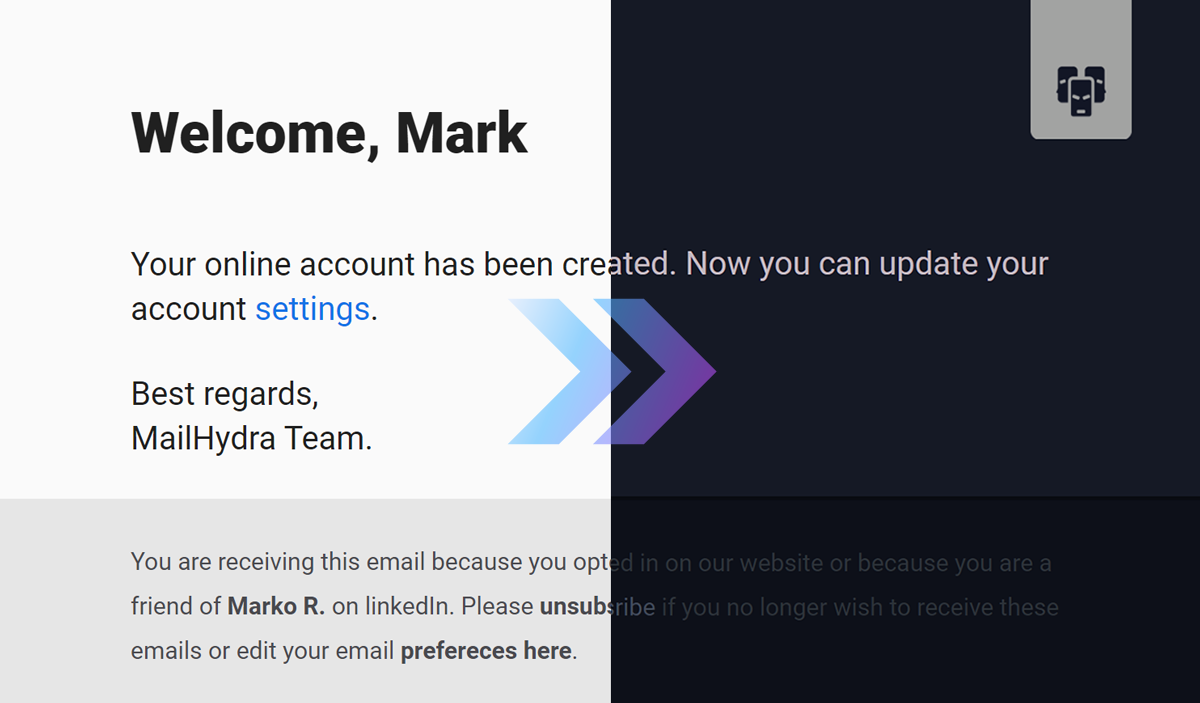 Welcome, Mark
Your online account has been created. Now you can update your
account settings.
Best regards,
MailHydra Team.
You are receiving this email because you opted in on our website or because you are a
friend of Marko R. on linkedIn. Please unsubsribe if you no longer wish to receive these
emails or edit your email prefereces here.